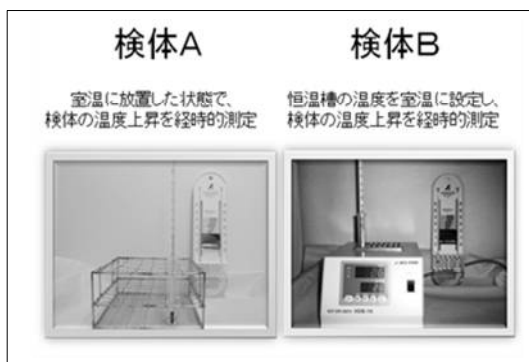 検体A
室温に放置した状態で、
検体の温度上昇を経時的測定
検体B
恒温槽の温度を室温に設定し、
検体の温度上昇を経時的測定